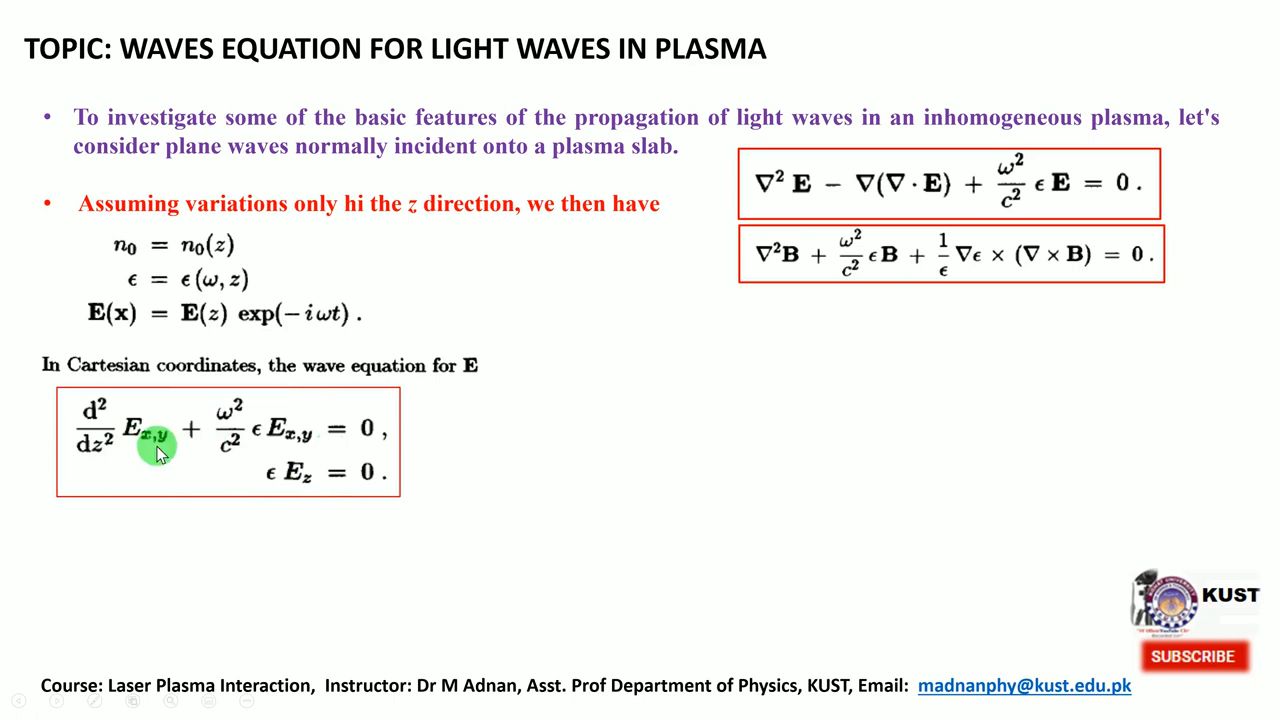 TOPIC: WAVES EQUATION FOR LIGHT WAVES IN PLASMA
• To investigate some of the basic features of the propagation of light waves in an inhomogeneous plasma, let's
consider plane waves normally incident onto a plasma slab.
∇² E − ∇(∇ · E) + ω²/c² ϵ E = 0 .
• Assuming variations only hi the z direction, we then have
∇²B + ω²/c² ϵ B + 1/ϵ ∇ϵ × (∇ × B) = 0 .
n₀ = n₀(z)
ϵ = ϵ(ω, z)
E(x) = E(z) exp(−iωt) .
In Cartesian coordinates, the wave equation for E
d²/dz² E_{x,y} + ω²/c² ϵ E_{x,y} = 0 ,
ϵ E_z = 0 .
KUST
SUBSCRIBE
Course: Laser Plasma Interaction, Instructor: Dr M Adnan, Asst. Prof Department of Physics, KUST, Email: madnanphy@kust.edu.pk